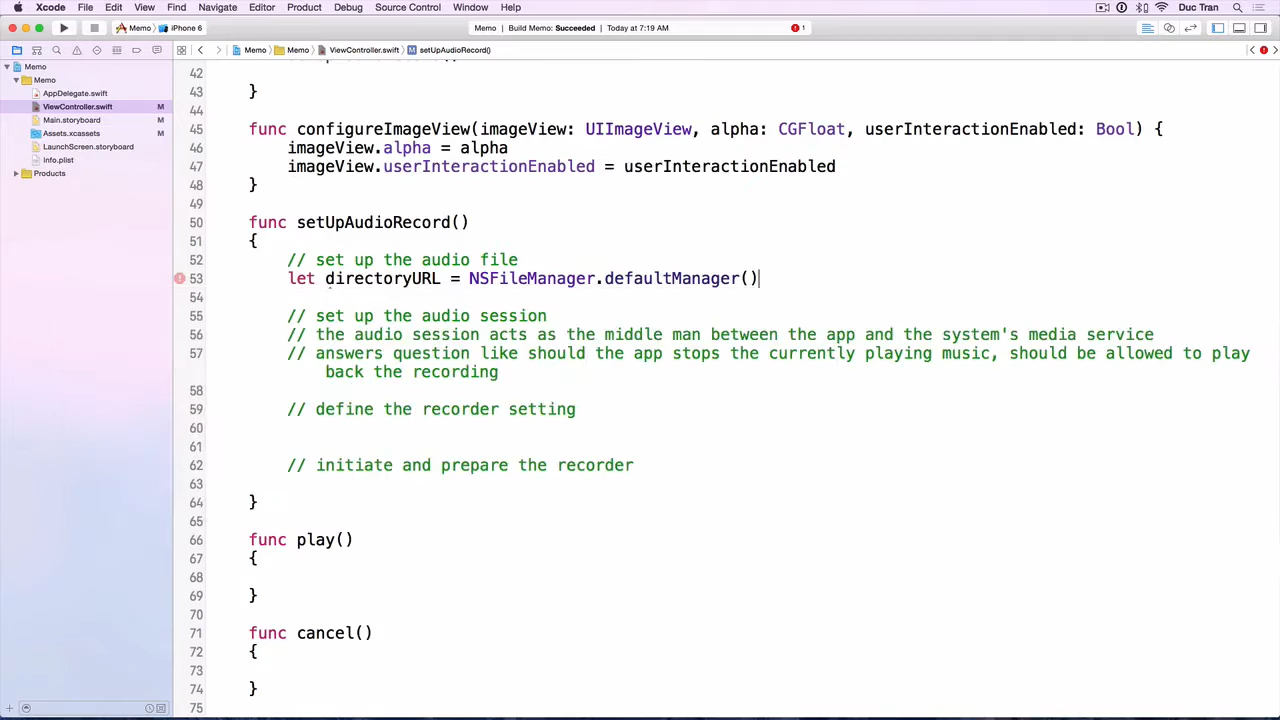 Xcode File Edit View Find Navigate Editor Product Debug Source Control Window Help Duc Tran
Memo iPhone 6 Memo Build Memo: Succeeded Today at 7:19 AM 1
Memo Memo ViewController.swift M setUpAudioRecord()
Memo
Memo
AppDelegate.swift
ViewController.swift M
Main.storyboard M
Assets.xcassets M
LaunchScreen.storyboard
Info.plist
Products
42
43 }
44
45 func configureImageView(imageView: UIImageView, alpha: CGFloat, userInteractionEnabled: Bool) {
46 imageView.alpha = alpha
47 imageView.userInteractionEnabled = userInteractionEnabled
48 }
49
50 func setUpAudioRecord()
51 {
52 // set up the audio file
53 let directoryURL = NSFileManager.defaultManager()
54
55 // set up the audio session
56 // the audio session acts as the middle man between the app and the system's media service
57 // answers question like should the app stops the currently playing music, should be allowed to play
back the recording
58
59 // define the recorder setting
60
61
62 // initiate and prepare the recorder
63
64 }
65
66 func play()
67 {
68
69 }
70
71 func cancel()
72 {
73
74 }
75